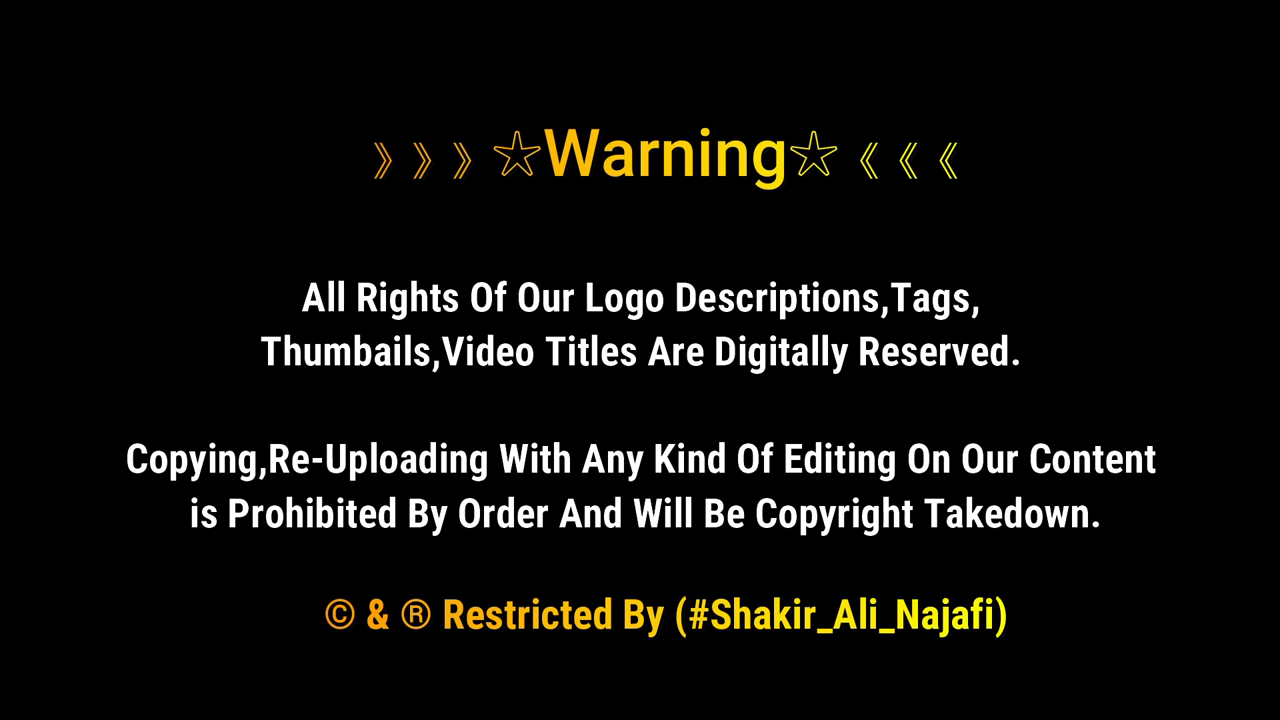 》》》☆Warning☆《《《
All Rights Of Our Logo Descriptions,Tags,
Thumbails,Video Titles Are Digitally Reserved.
Copying,Re-Uploading With Any Kind Of Editing On Our Content
is Prohibited By Order And Will Be Copyright Takedown.
© & ® Restricted By (#Shakir_Ali_Najafi)